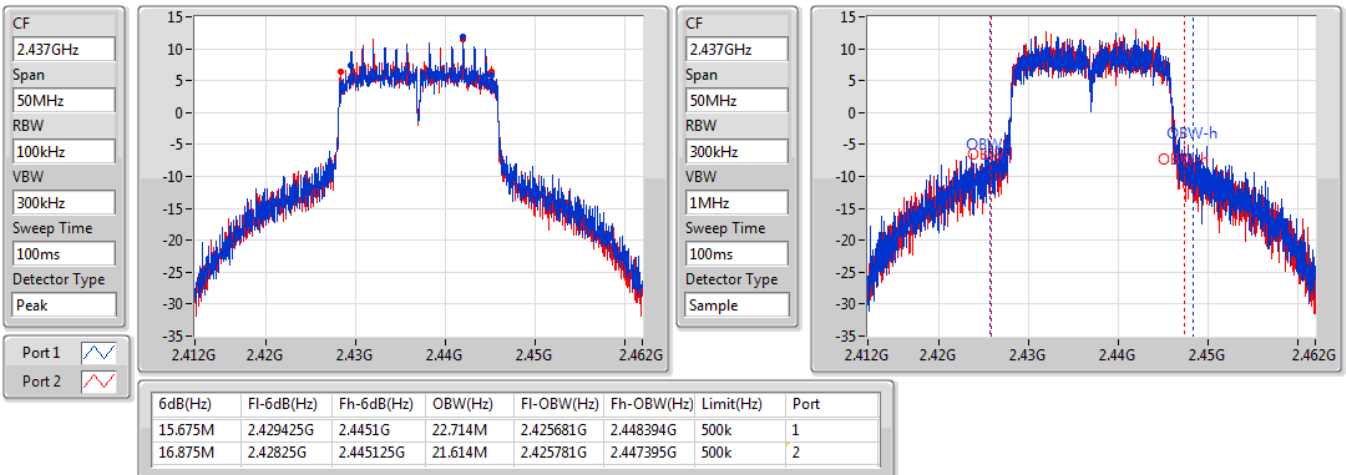 CF
2.437GHz
Span
50MHz
RBW
100kHz
VBW
300kHz
Sweep Time
100ms
Detector Type
Peak
Port 1
Port 2
15
10
5
0
-5
-10
-15
-20
-25
-30
-35
2.412G 2.42G 2.43G 2.44G 2.45G 2.462G
CF
2.437GHz
Span
50MHz
RBW
300kHz
VBW
1MHz
Sweep Time
100ms
Detector Type
Sample
15
10
5
0
-5
-10
-15
-20
-25
-30
-35
OBW-h
2.412G 2.42G 2.43G 2.44G 2.45G 2.462G
6dB(Hz) Fl-6dB(Hz) Fh-6dB(Hz) OBW(Hz) Fl-OBW(Hz) Fh-OBW(Hz) Limit(Hz) Port
15.675M 2.429425G 2.4451G 22.714M 2.425681G 2.448394G 500k 1
16.875M 2.42825G 2.445125G 21.614M 2.425781G 2.447395G 500k 2